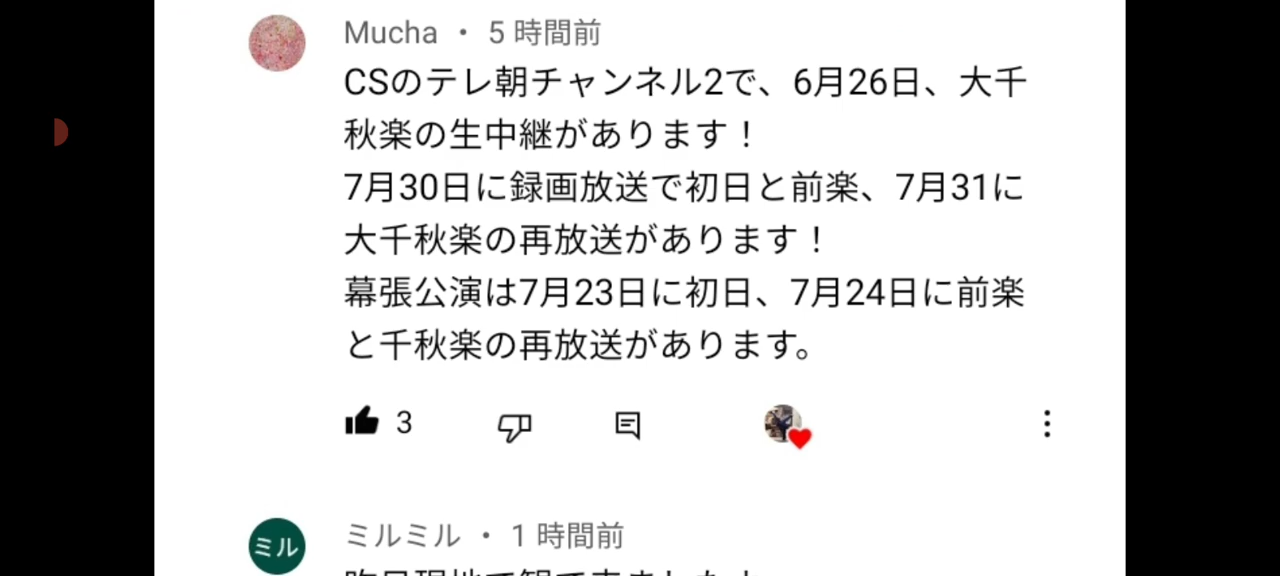 Mucha ・ 5 時間前
CSのテレ朝チャンネル2で、6月26日、大千
秋楽の生中継があります！
7月30日に録画放送で初日と前楽、7月31に
大千秋楽の再放送があります！
幕張公演は7月23日に初日、7月24日に前楽
と千秋楽の再放送があります。
3
ミル
ミルミル ・ 1 時間前